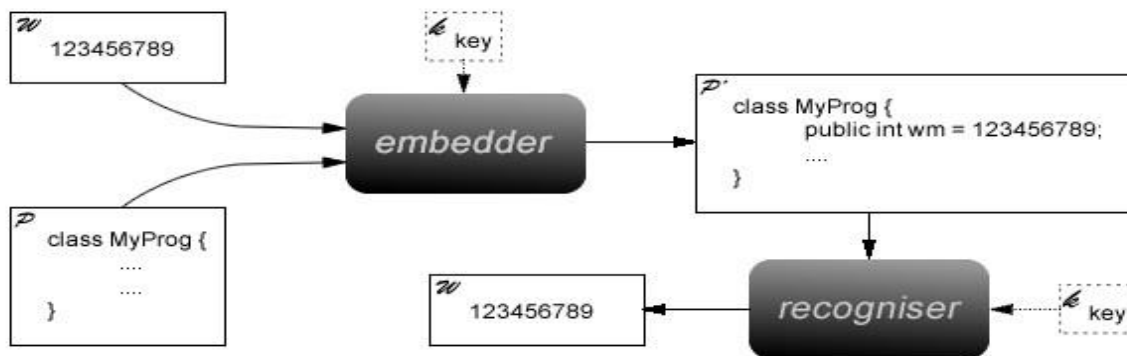 W
123456789
k
key
embedder
P'
class MyProg {
public int wm = 123456789;
....
}
P
class MyProg {
....
....
}
W
123456789
recogniser
k
key